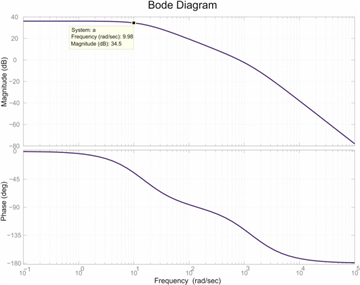 Bode Diagram
40
20
0
-20
-40
-60
-80
Magnitude (dB)
System: a
Frequency (rad/sec): 9.98
Magnitude (dB): 34.5
0
-45
-90
-135
-180
Phase (deg)
10^-1
10^0
10^1
10^2
10^3
10^4
10^5
Frequency (rad/sec)